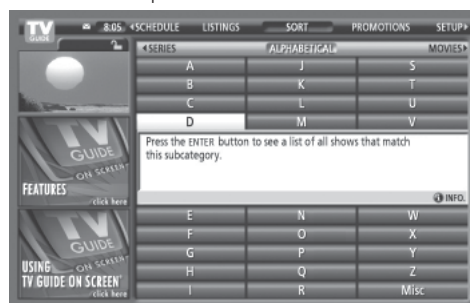 TV GUIDE 8:05 SCHEDULE LISTINGS SORT PROMOTIONS SETUP
SERIES ALPHABETICAL MOVIES
A J S
B K T
C L U
D M V
Press the ENTER button to see a list of all shows that match
this subcategory.
INFO.
E N W
F O X
G P Y
H Q Z
I R Misc
TV
GUIDE
ON SCREEN
FEATURES
click here
TV
GUIDE
ON SCREEN
USING
TV GUIDE ON SCREEN
click here